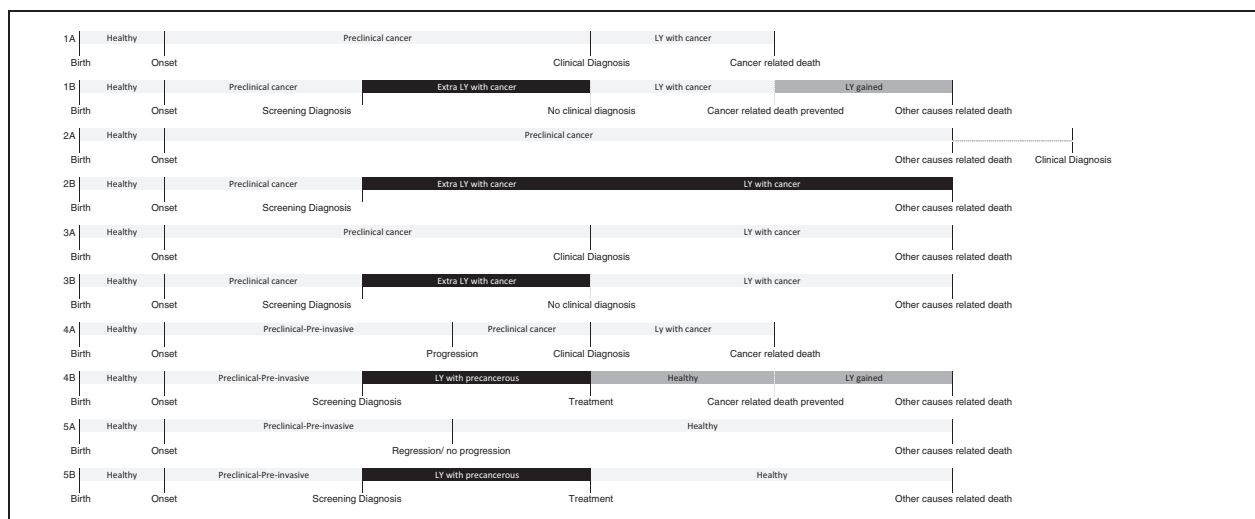 1A Healthy Preclinical cancer LY with cancer
Birth Onset Clinical Diagnosis Cancer related death
1B Healthy Preclinical cancer Extra LY with cancer LY with cancer LY gained
Birth Onset Screening Diagnosis No clinical diagnosis Cancer related death prevented Other causes related death
2A Healthy Preclinical cancer
Birth Onset Other causes related death Clinical Diagnosis
2B Healthy Preclinical cancer Extra LY with cancer LY with cancer
Birth Onset Screening Diagnosis Other causes related death
3A Healthy Preclinical cancer LY with cancer
Birth Onset Clinical Diagnosis Other causes related death
3B Healthy Preclinical cancer Extra LY with cancer LY with cancer
Birth Onset Screening Diagnosis No clinical diagnosis Other causes related death
4A Healthy Preclinical-Pre-invasive Preclinical cancer Ly with cancer
Birth Onset Progression Clinical Diagnosis Cancer related death
4B Healthy Preclinical-Pre-invasive LY with precancerous Healthy LY gained
Birth Onset Screening Diagnosis Treatment Cancer related death prevented Other causes related death
5A Healthy Preclinical-Pre-invasive Healthy
Birth Onset Regression/ no progression Other causes related death
5B Healthy Preclinical-Pre-invasive LY with precancerous Healthy
Birth Onset Screening Diagnosis Treatment Other causes related death